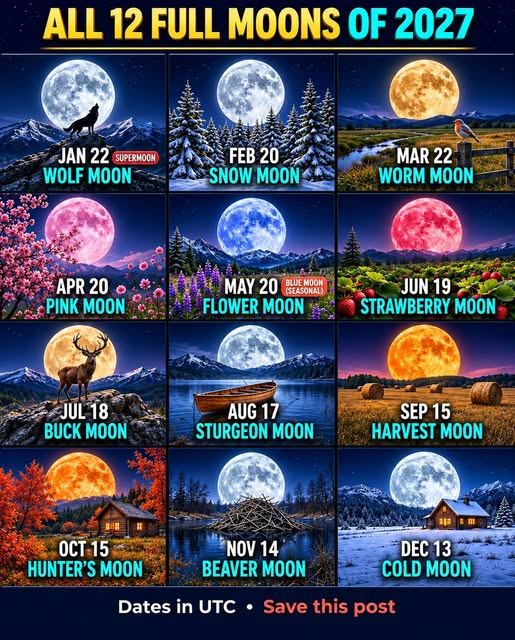 ALL 12 FULL MOONS OF 2027
JAN 22 SUPERMOON
WOLF MOON
FEB 20
SNOW MOON
MAR 22
WORM MOON
APR 20
PINK MOON
MAY 20 BLUE MOON (SEASONAL)
FLOWER MOON
JUN 19
STRAWBERRY MOON
JUL 18
BUCK MOON
AUG 17
STURGEON MOON
SEP 15
HARVEST MOON
OCT 15
HUNTER'S MOON
NOV 14
BEAVER MOON
DEC 13
COLD MOON
Dates in UTC • Save this post